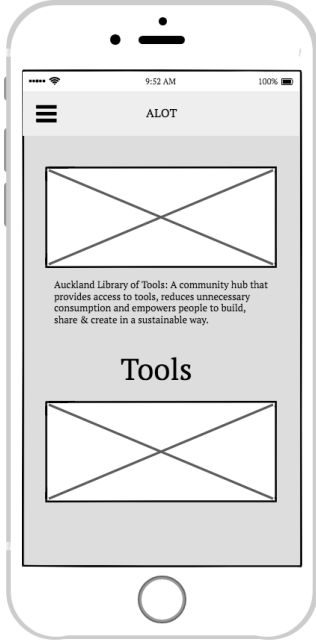 9:52 AM 100%
ALOT
Auckland Library of Tools: A community hub that
provides access to tools, reduces unnecessary
consumption and empowers people to build,
share & create in a sustainable way.
Tools